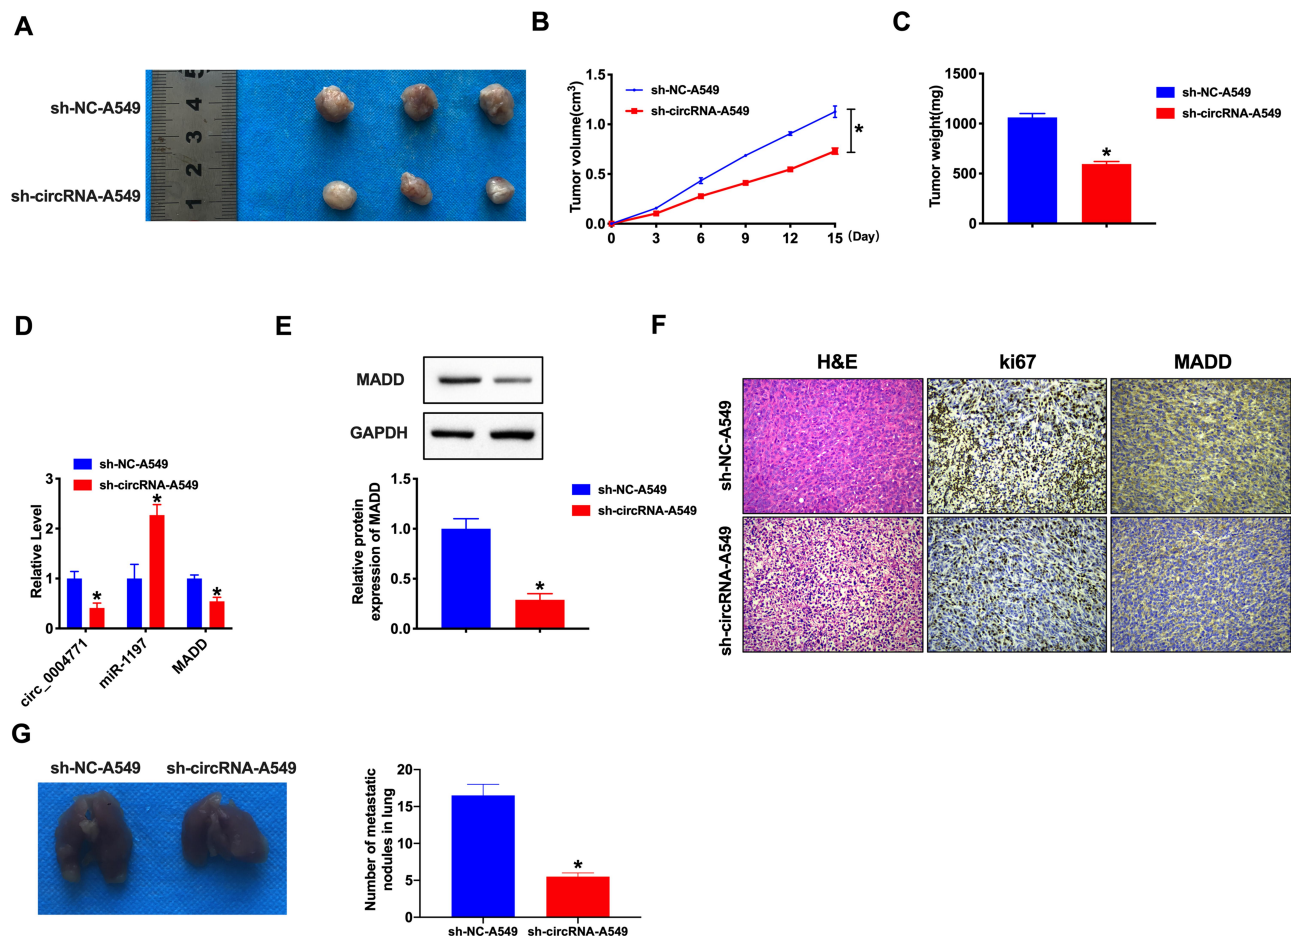 A
sh-NC-A549
sh-circRNA-A549
5
4
3
2
1
B
Tumor volume(cm³)
1.5
1.0
0.5
0.0
0 3 6 9 12 15 (Day)
sh-NC-A549
sh-circRNA-A549
*
C
Tumor weight(mg)
1500
1000
500
0
*
sh-NC-A549
sh-circRNA-A549
D
sh-NC-A549
sh-circRNA-A549
Relative Level
3
2
1
0
* * *
circ_0004771 miR-1197 MADD
E
MADD
GAPDH
Relative protein
expression of MADD
1.5
1.0
0.5
0.0
*
sh-NC-A549
sh-circRNA-A549
F
H&E ki67 MADD
sh-NC-A549
sh-circRNA-A549
G
sh-NC-A549 sh-circRNA-A549
Number of metastatic
nodules in lung
20
15
10
5
0
*
sh-NC-A549 sh-circRNA-A549